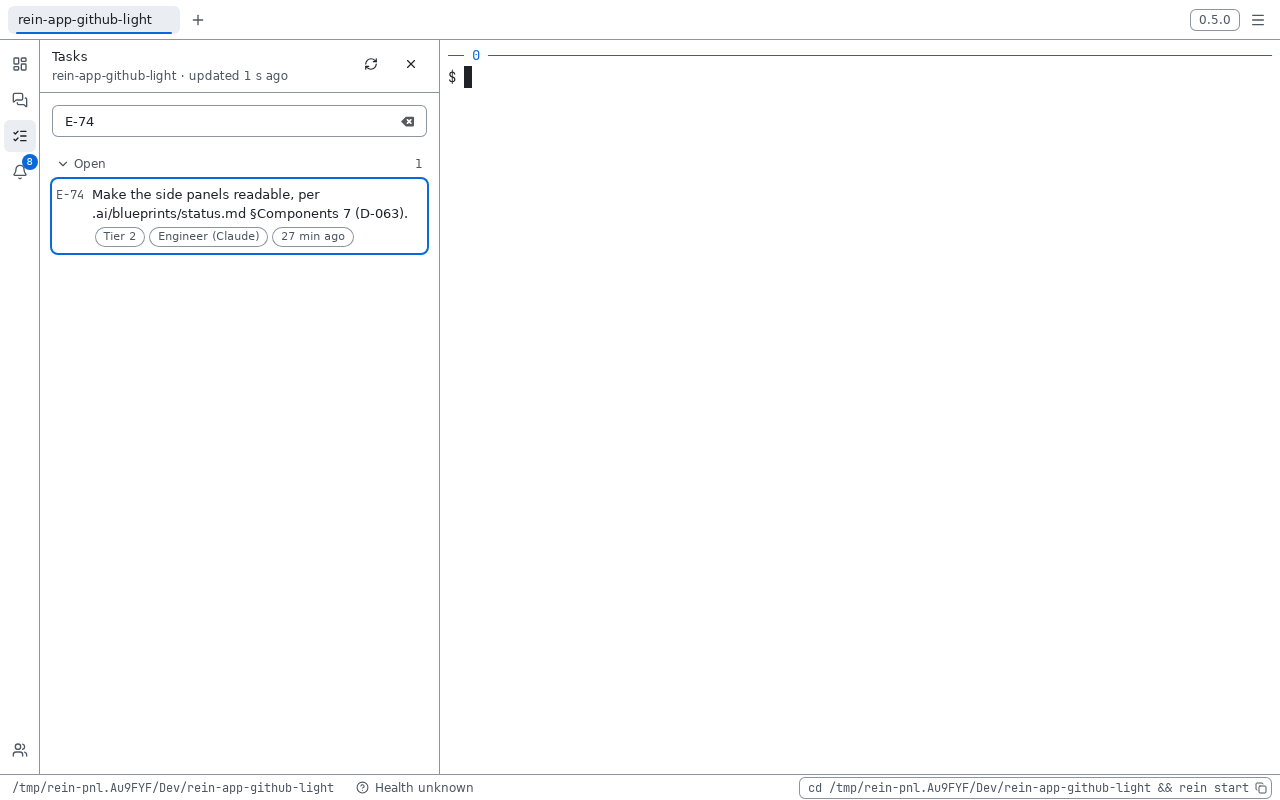 rein-app-github-light
0.5.0
Tasks
rein-app-github-light · updated 1 s ago
E-74
Open 1
E-74 Make the side panels readable, per
.ai/blueprints/status.md §Components 7 (D-063).
Tier 2 Engineer (Claude) 27 min ago
8
0
$
/tmp/rein-pnl.Au9FYF/Dev/rein-app-github-light
Health unknown
cd /tmp/rein-pnl.Au9FYF/Dev/rein-app-github-light && rein start